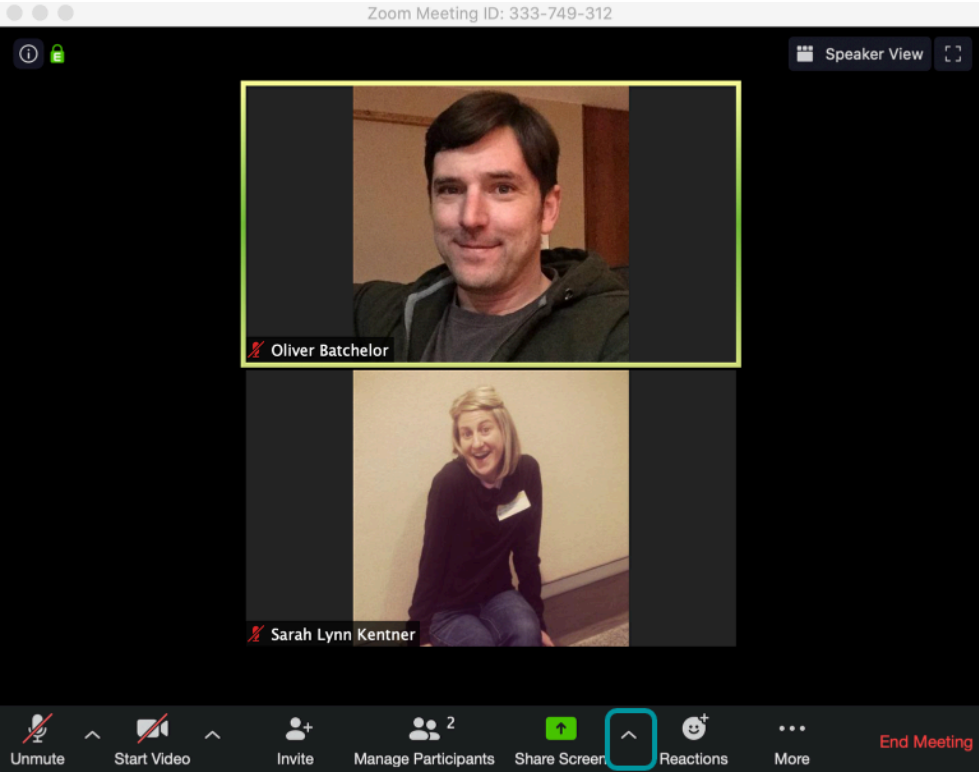 Zoom Meeting ID: 333-749-312
Speaker View
Oliver Batchelor
Sarah Lynn Kentner
2
Unmute
Start Video
Invite
Manage Participants
Share Screen
Reactions
More
End Meeting